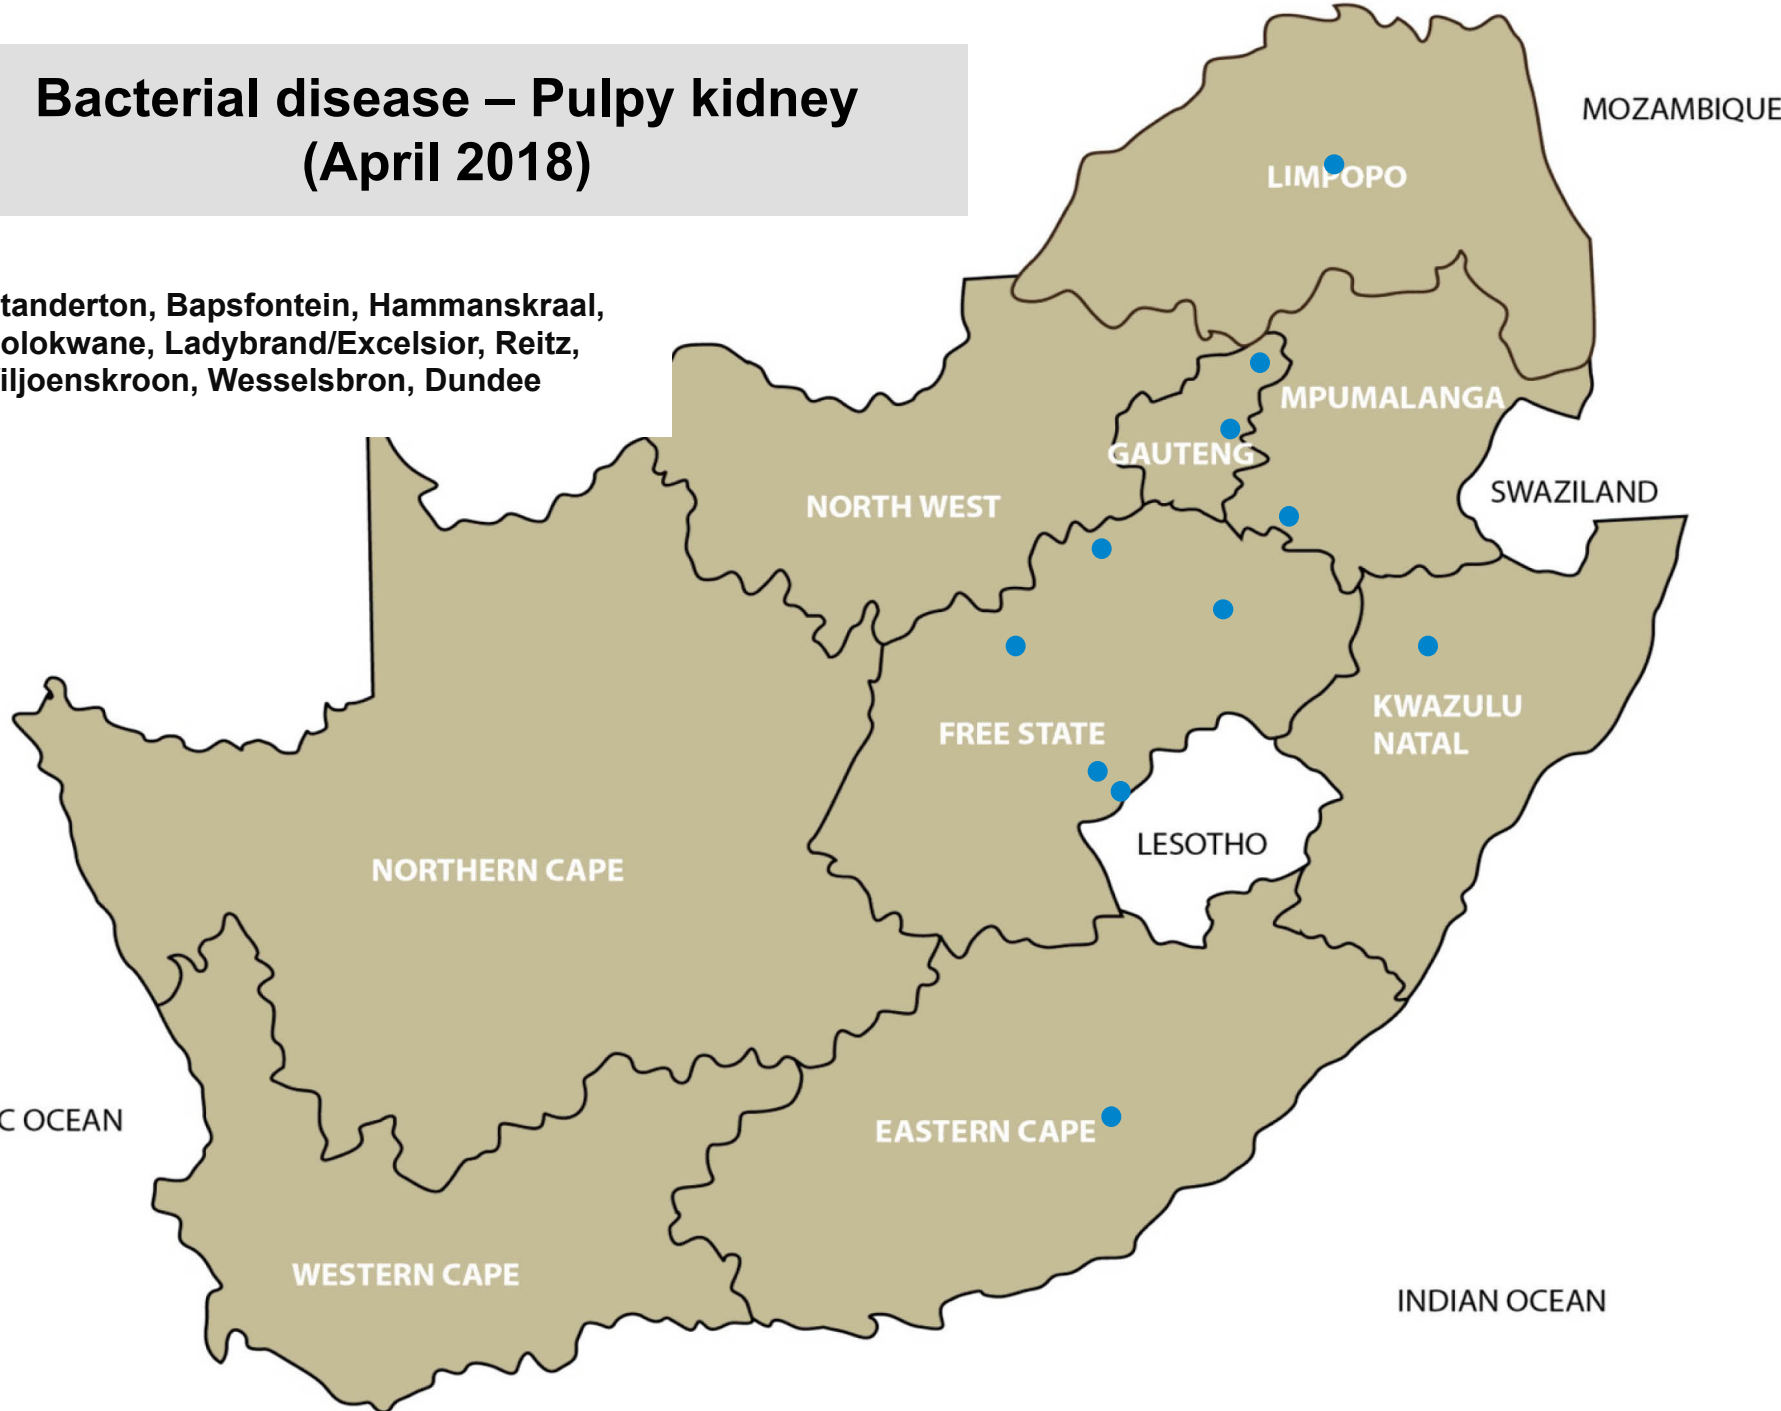 Bacterial disease – Pulpy kidney
(April 2018)
MOZAMBIQUE
LIMPOPO
tanderton, Bapsfontein, Hammanskraal,
olokwane, Ladybrand/Excelsior, Reitz,
iljoenskroon, Wesselsbron, Dundee
MPUMALANGA
GAUTENG
SWAZILAND
NORTH WEST
KWAZULU
NATAL
FREE STATE
LESOTHO
NORTHERN CAPE
C OCEAN
EASTERN CAPE
WESTERN CAPE
INDIAN OCEAN